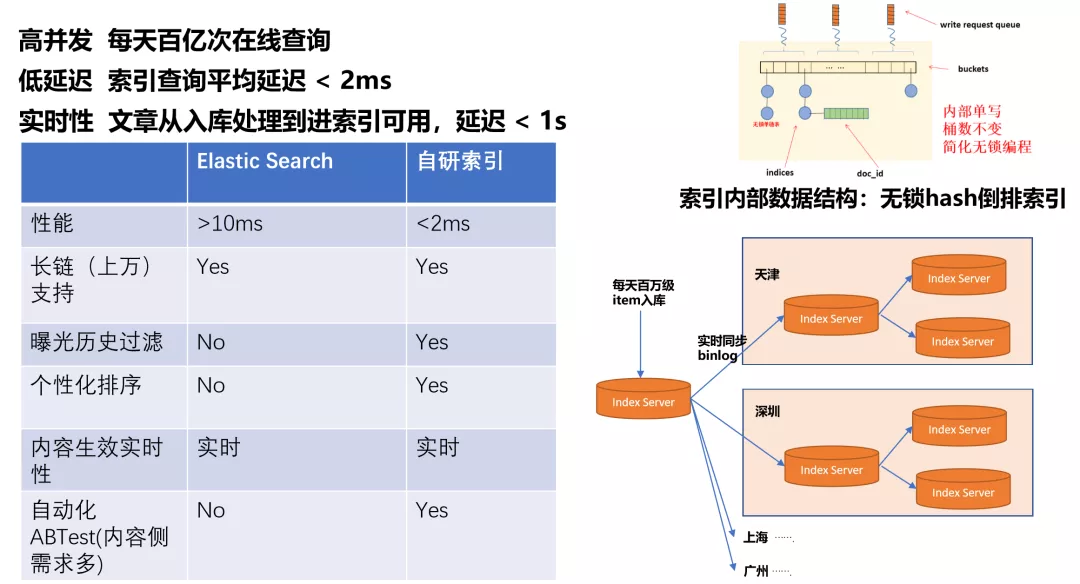 高并发 每天百亿次在线查询
低延迟 索引查询平均延迟 < 2ms
实时性 文章从入库处理到进索引可用，延迟 < 1s
Elastic Search 自研索引
性能 >10ms <2ms
长链（上万） Yes Yes
支持
曝光历史过滤 No Yes
个性化排序 No Yes
内容生效实时 实时 实时
性
自动化 No Yes
ABTest(内容侧
需求多)
write request queue
... ...
buckets
无锁单链表
indices
doc_id
内部单写
桶数不变
简化无锁编程
索引内部数据结构：无锁hash倒排索引
每天百万级
item入库
Index Server
实时同步
binlog
天津
Index Server
Index Server
Index Server
深圳
Index Server
Index Server
Index Server
上海 …….
广州 …….